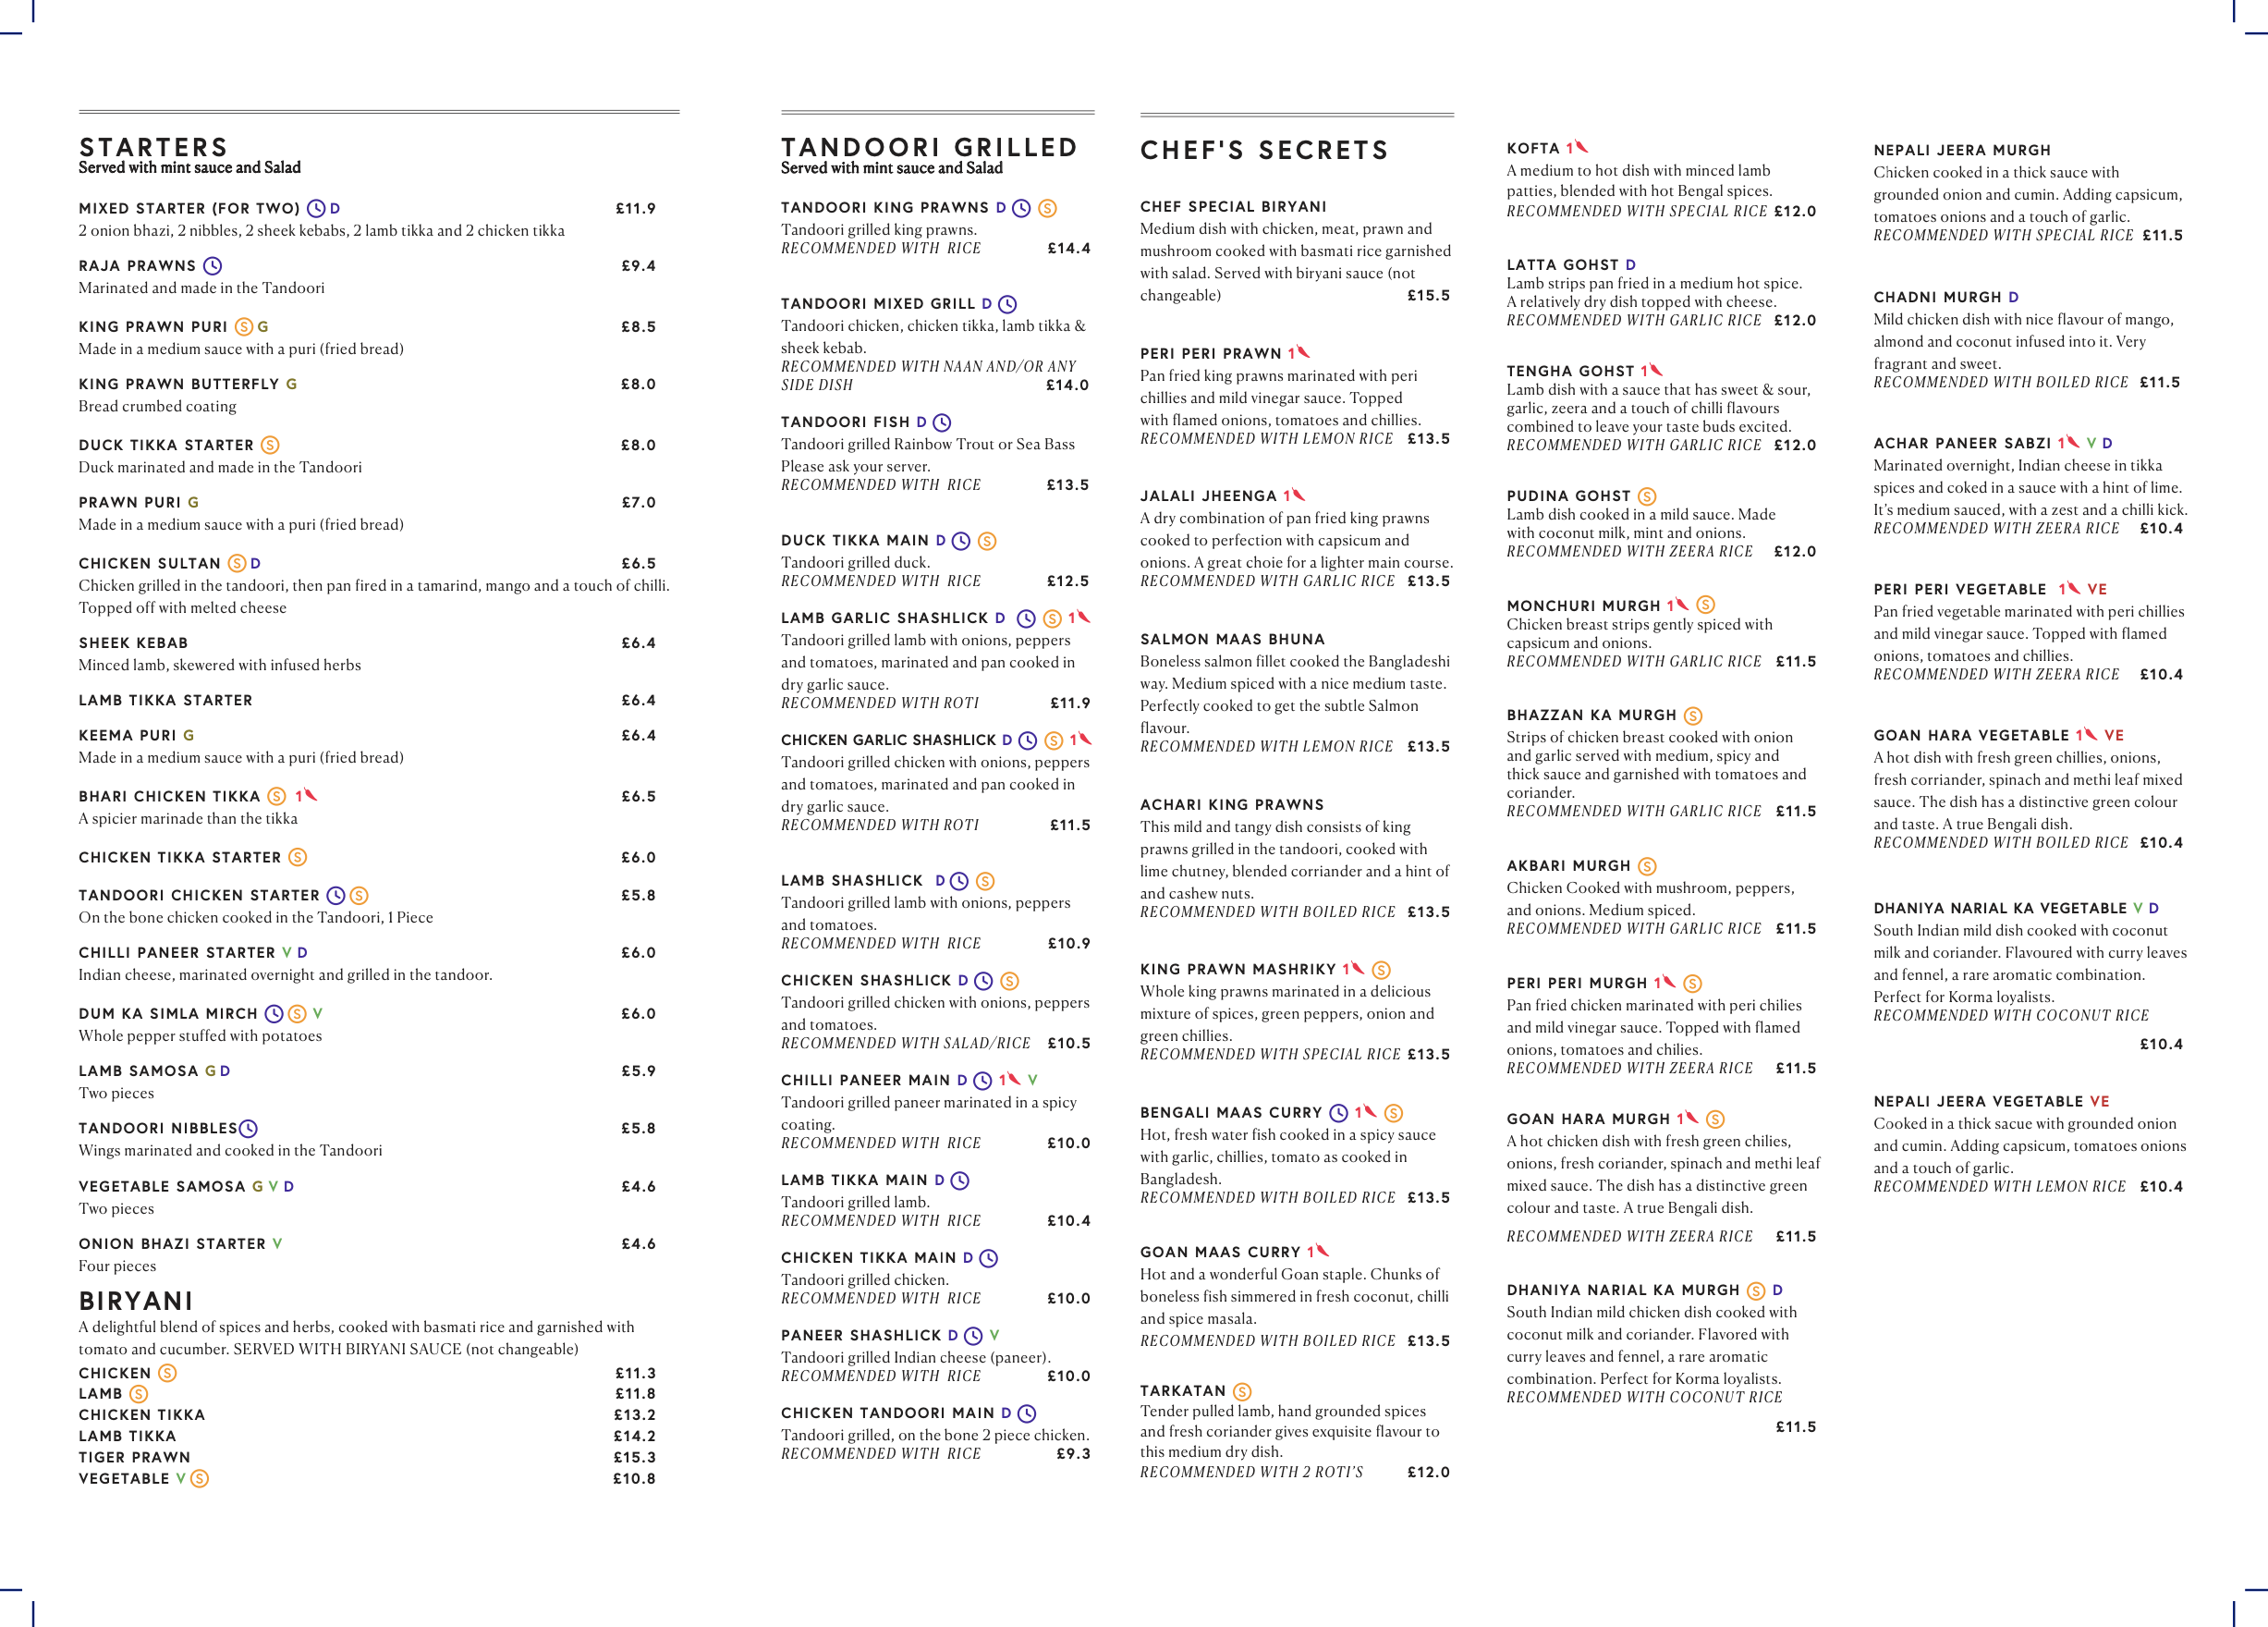 STARTERS
Served with mint sauce and Salad
MIXED STARTER (FOR TWO) D £11.9
2 onion bhazi, 2 nibbles, 2 sheek kebabs, 2 lamb tikka and 2 chicken tikka
RAJA PRAWNS £9.4
Marinated and made in the Tandoori
KING PRAWN PURI S G £8.5
Made in a medium sauce with a puri (fried bread)
KING PRAWN BUTTERFLY G £8.0
Bread crumbed coating
DUCK TIKKA STARTER S £8.0
Duck marinated and made in the Tandoori
PRAWN PURI G £7.0
Made in a medium sauce with a puri (fried bread)
CHICKEN SULTAN S D £6.5
Chicken grilled in the tandoori, then pan fired in a tamarind, mango and a touch of chilli.
Topped off with melted cheese
SHEEK KEBAB £6.4
Minced lamb, skewered with infused herbs
LAMB TIKKA STARTER £6.4
KEEMA PURI G £6.4
Made in a medium sauce with a puri (fried bread)
BHARI CHICKEN TIKKA S 1 £6.5
A spicier marinade than the tikka
CHICKEN TIKKA STARTER S £6.0
TANDOORI CHICKEN STARTER S £5.8
On the bone chicken cooked in the Tandoori, 1 Piece
CHILLI PANEER STARTER V D £6.0
Indian cheese, marinated overnight and grilled in the tandoor.
DUM KA SIMLA MIRCH S V £6.0
Whole pepper stuffed with potatoes
LAMB SAMOSA G D £5.9
Two pieces
TANDOORI NIBBLES £5.8
Wings marinated and cooked in the Tandoori
VEGETABLE SAMOSA G V D £4.6
Two pieces
ONION BHAZI STARTER V £4.6
Four pieces
BIRYANI
A delightful blend of spices and herbs, cooked with basmati rice and garnished with
tomato and cucumber. SERVED WITH BIRYANI SAUCE (not changeable)
CHICKEN S £11.3
LAMB S £11.8
CHICKEN TIKKA £13.2
LAMB TIKKA £14.2
TIGER PRAWN £15.3
VEGETABLE V S £10.8
TANDOORI GRILLED
Served with mint sauce and Salad
TANDOORI KING PRAWNS D S
Tandoori grilled king prawns.
RECOMMENDED WITH RICE £14.4
TANDOORI MIXED GRILL D
Tandoori chicken, chicken tikka, lamb tikka &
sheek kebab.
RECOMMENDED WITH NAAN AND/OR ANY
SIDE DISH £14.0
TANDOORI FISH D
Tandoori grilled Rainbow Trout or Sea Bass
Please ask your server.
RECOMMENDED WITH RICE £13.5
DUCK TIKKA MAIN D S
Tandoori grilled duck.
RECOMMENDED WITH RICE £12.5
LAMB GARLIC SHASHLICK D S 1
Tandoori grilled lamb with onions, peppers
and tomatoes, marinated and pan cooked in
dry garlic sauce.
RECOMMENDED WITH ROTI £11.9
CHICKEN GARLIC SHASHLICK D S 1
Tandoori grilled chicken with onions, peppers
and tomatoes, marinated and pan cooked in
dry garlic sauce.
RECOMMENDED WITH ROTI £11.5
LAMB SHASHLICK D S
Tandoori grilled lamb with onions, peppers
and tomatoes.
RECOMMENDED WITH RICE £10.9
CHICKEN SHASHLICK D S
Tandoori grilled chicken with onions, peppers
and tomatoes.
RECOMMENDED WITH SALAD/RICE £10.5
CHILLI PANEER MAIN D 1 V
Tandoori grilled paneer marinated in a spicy
coating.
RECOMMENDED WITH RICE £10.0
LAMB TIKKA MAIN D
Tandoori grilled lamb.
RECOMMENDED WITH RICE £10.4
CHICKEN TIKKA MAIN D
Tandoori grilled chicken.
RECOMMENDED WITH RICE £10.0
PANEER SHASHLICK D V
Tandoori grilled Indian cheese (paneer).
RECOMMENDED WITH RICE £10.0
CHICKEN TANDOORI MAIN D
Tandoori grilled, on the bone 2 piece chicken.
RECOMMENDED WITH RICE £9.3
CHEF'S SECRETS
CHEF SPECIAL BIRYANI
Medium dish with chicken, meat, prawn and
mushroom cooked with basmati rice garnished
with salad. Served with biryani sauce (not
changeable) £15.5
PERI PERI PRAWN 1
Pan fried king prawns marinated with peri
chillies and mild vinegar sauce. Topped
with flamed onions, tomatoes and chillies.
RECOMMENDED WITH LEMON RICE £13.5
JALALI JHEENGA 1
A dry combination of pan fried king prawns
cooked to perfection with capsicum and
onions. A great choie for a lighter main course.
RECOMMENDED WITH GARLIC RICE £13.5
SALMON MAAS BHUNA
Boneless salmon fillet cooked the Bangladeshi
way. Medium spiced with a nice medium taste.
Perfectly cooked to get the subtle Salmon
flavour.
RECOMMENDED WITH LEMON RICE £13.5
ACHARI KING PRAWNS
This mild and tangy dish consists of king
prawns grilled in the tandoori, cooked with
lime chutney, blended corriander and a hint of
and cashew nuts.
RECOMMENDED WITH BOILED RICE £13.5
KING PRAWN MASHRIKY 1 S
Whole king prawns marinated in a delicious
mixture of spices, green peppers, onion and
green chillies.
RECOMMENDED WITH SPECIAL RICE £13.5
BENGALI MAAS CURRY 1 S
Hot, fresh water fish cooked in a spicy sauce
with garlic, chillies, tomato as cooked in
Bangladesh.
RECOMMENDED WITH BOILED RICE £13.5
GOAN MAAS CURRY 1
Hot and a wonderful Goan staple. Chunks of
boneless fish simmered in fresh coconut, chilli
and spice masala.
RECOMMENDED WITH BOILED RICE £13.5
TARKATAN S
Tender pulled lamb, hand grounded spices
and fresh coriander gives exquisite flavour to
this medium dry dish.
RECOMMENDED WITH 2 ROTI'S £12.0
KOFTA 1
A medium to hot dish with minced lamb
patties, blended with hot Bengal spices.
RECOMMENDED WITH SPECIAL RICE £12.0
LATTA GOHST D
Lamb strips pan fried in a medium hot spice.
A relatively dry dish topped with cheese.
RECOMMENDED WITH GARLIC RICE £12.0
TENGHA GOHST 1
Lamb dish with a sauce that has sweet & sour,
garlic, zeera and a touch of chilli flavours
combined to leave your taste buds excited.
RECOMMENDED WITH GARLIC RICE £12.0
PUDINA GOHST S
Lamb dish cooked in a mild sauce. Made
with coconut milk, mint and onions.
RECOMMENDED WITH ZEERA RICE £12.0
MONCHURI MURGH 1 S
Chicken breast strips gently spiced with
capsicum and onions.
RECOMMENDED WITH GARLIC RICE £11.5
BHAZZAN KA MURGH S
Strips of chicken breast cooked with onion
and garlic served with medium, spicy and
thick sauce and garnished with tomatoes and
coriander.
RECOMMENDED WITH GARLIC RICE £11.5
AKBARI MURGH S
Chicken Cooked with mushroom, peppers,
and onions. Medium spiced.
RECOMMENDED WITH GARLIC RICE £11.5
PERI PERI MURGH 1 S
Pan fried chicken marinated with peri chilies
and mild vinegar sauce. Topped with flamed
onions, tomatoes and chilies.
RECOMMENDED WITH ZEERA RICE £11.5
GOAN HARA MURGH 1 S
A hot chicken dish with fresh green chilies,
onions, fresh coriander, spinach and methi leaf
mixed sauce. The dish has a distinctive green
colour and taste. A true Bengali dish.
RECOMMENDED WITH ZEERA RICE £11.5
DHANIYA NARIAL KA MURGH S D
South Indian mild chicken dish cooked with
coconut milk and coriander. Flavored with
curry leaves and fennel, a rare aromatic
combination. Perfect for Korma loyalists.
RECOMMENDED WITH COCONUT RICE
£11.5
NEPALI JEERA MURGH
Chicken cooked in a thick sauce with
grounded onion and cumin. Adding capsicum,
tomatoes onions and a touch of garlic.
RECOMMENDED WITH SPECIAL RICE £11.5
CHADNI MURGH D
Mild chicken dish with nice flavour of mango,
almond and coconut infused into it. Very
fragrant and sweet.
RECOMMENDED WITH BOILED RICE £11.5
ACHAR PANEER SABZI 1 V D
Marinated overnight, Indian cheese in tikka
spices and coked in a sauce with a hint of lime.
It's medium sauced, with a zest and a chilli kick.
RECOMMENDED WITH ZEERA RICE £10.4
PERI PERI VEGETABLE 1 VE
Pan fried vegetable marinated with peri chillies
and mild vinegar sauce. Topped with flamed
onions, tomatoes and chillies.
RECOMMENDED WITH ZEERA RICE £10.4
GOAN HARA VEGETABLE 1 VE
A hot dish with fresh green chillies, onions,
fresh corriander, spinach and methi leaf mixed
sauce. The dish has a distinctive green colour
and taste. A true Bengali dish.
RECOMMENDED WITH BOILED RICE £10.4
DHANIYA NARIAL KA VEGETABLE V D
South Indian mild dish cooked with coconut
milk and coriander. Flavoured with curry leaves
and fennel, a rare aromatic combination.
Perfect for Korma loyalists.
RECOMMENDED WITH COCONUT RICE
£10.4
NEPALI JEERA VEGETABLE VE
Cooked in a thick sacue with grounded onion
and cumin. Adding capsicum, tomatoes onions
and a touch of garlic.
RECOMMENDED WITH LEMON RICE £10.4